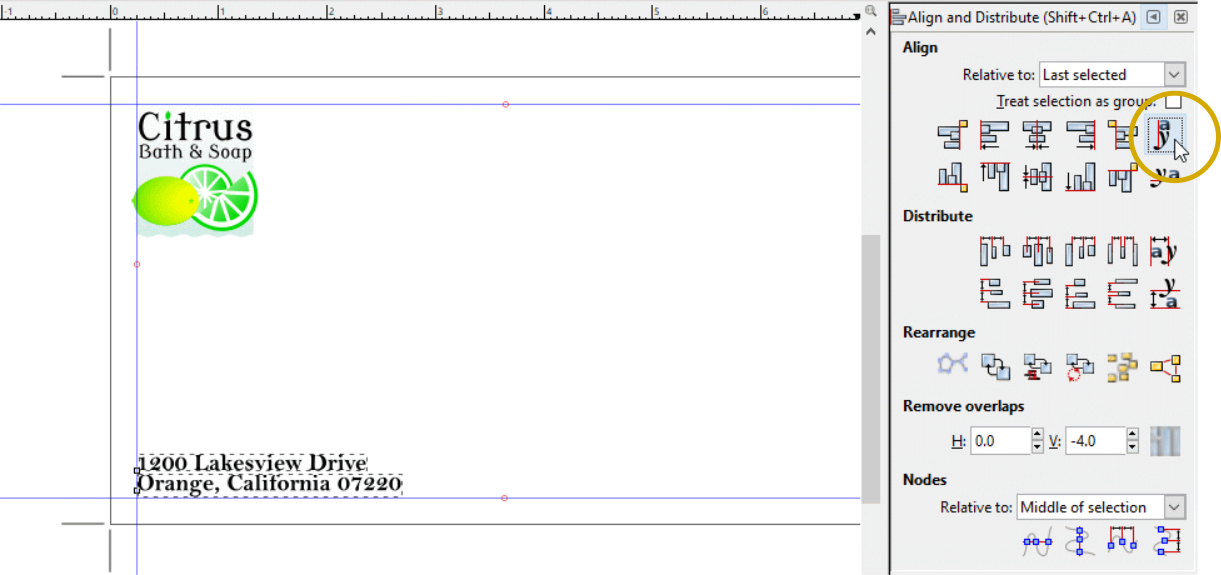 -1 0 1 2 3 4 5 6
Align and Distribute (Shift+Ctrl+A)
Align
Relative to: Last selected
Treat selection as group:
Distribute
Rearrange
Remove overlaps
H: 0.0 V: -4.0
Nodes
Relative to: Middle of selection
Citrus
Bath & Soap
1200 Lakesview Drive
Orange, California 07220